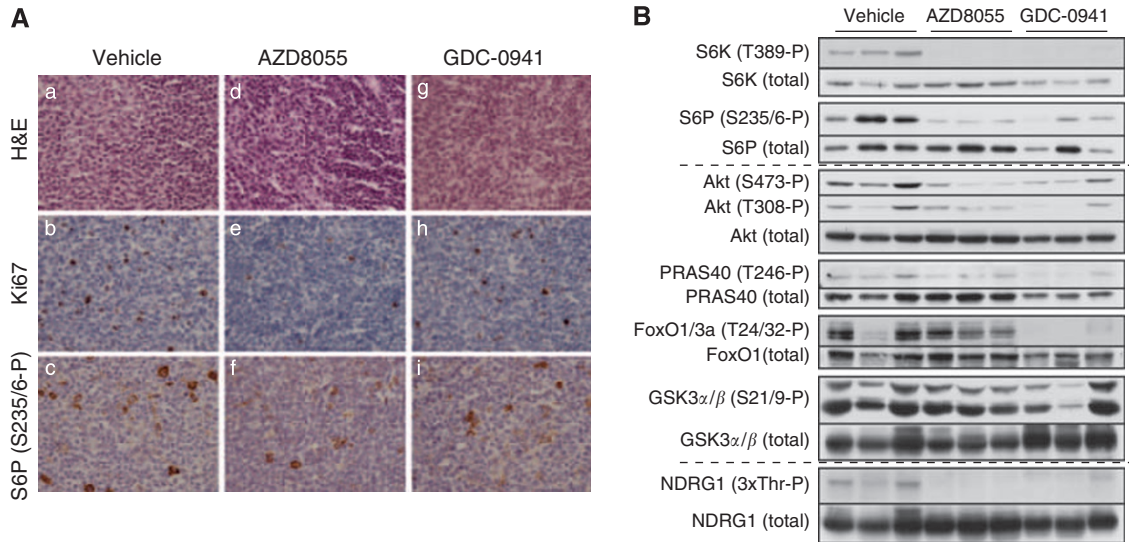 A
Vehicle AZD8055 GDC-0941
H&E
a d g
Ki67
b e h
S6P (S235/6-P)
c f i
B
Vehicle AZD8055 GDC-0941
S6K (T389-P)
S6K (total)
S6P (S235/6-P)
S6P (total)
Akt (S473-P)
Akt (T308-P)
Akt (total)
PRAS40 (T246-P)
PRAS40 (total)
FoxO1/3a (T24/32-P)
FoxO1(total)
GSK3α/β (S21/9-P)
GSK3α/β (total)
NDRG1 (3xThr-P)
NDRG1 (total)